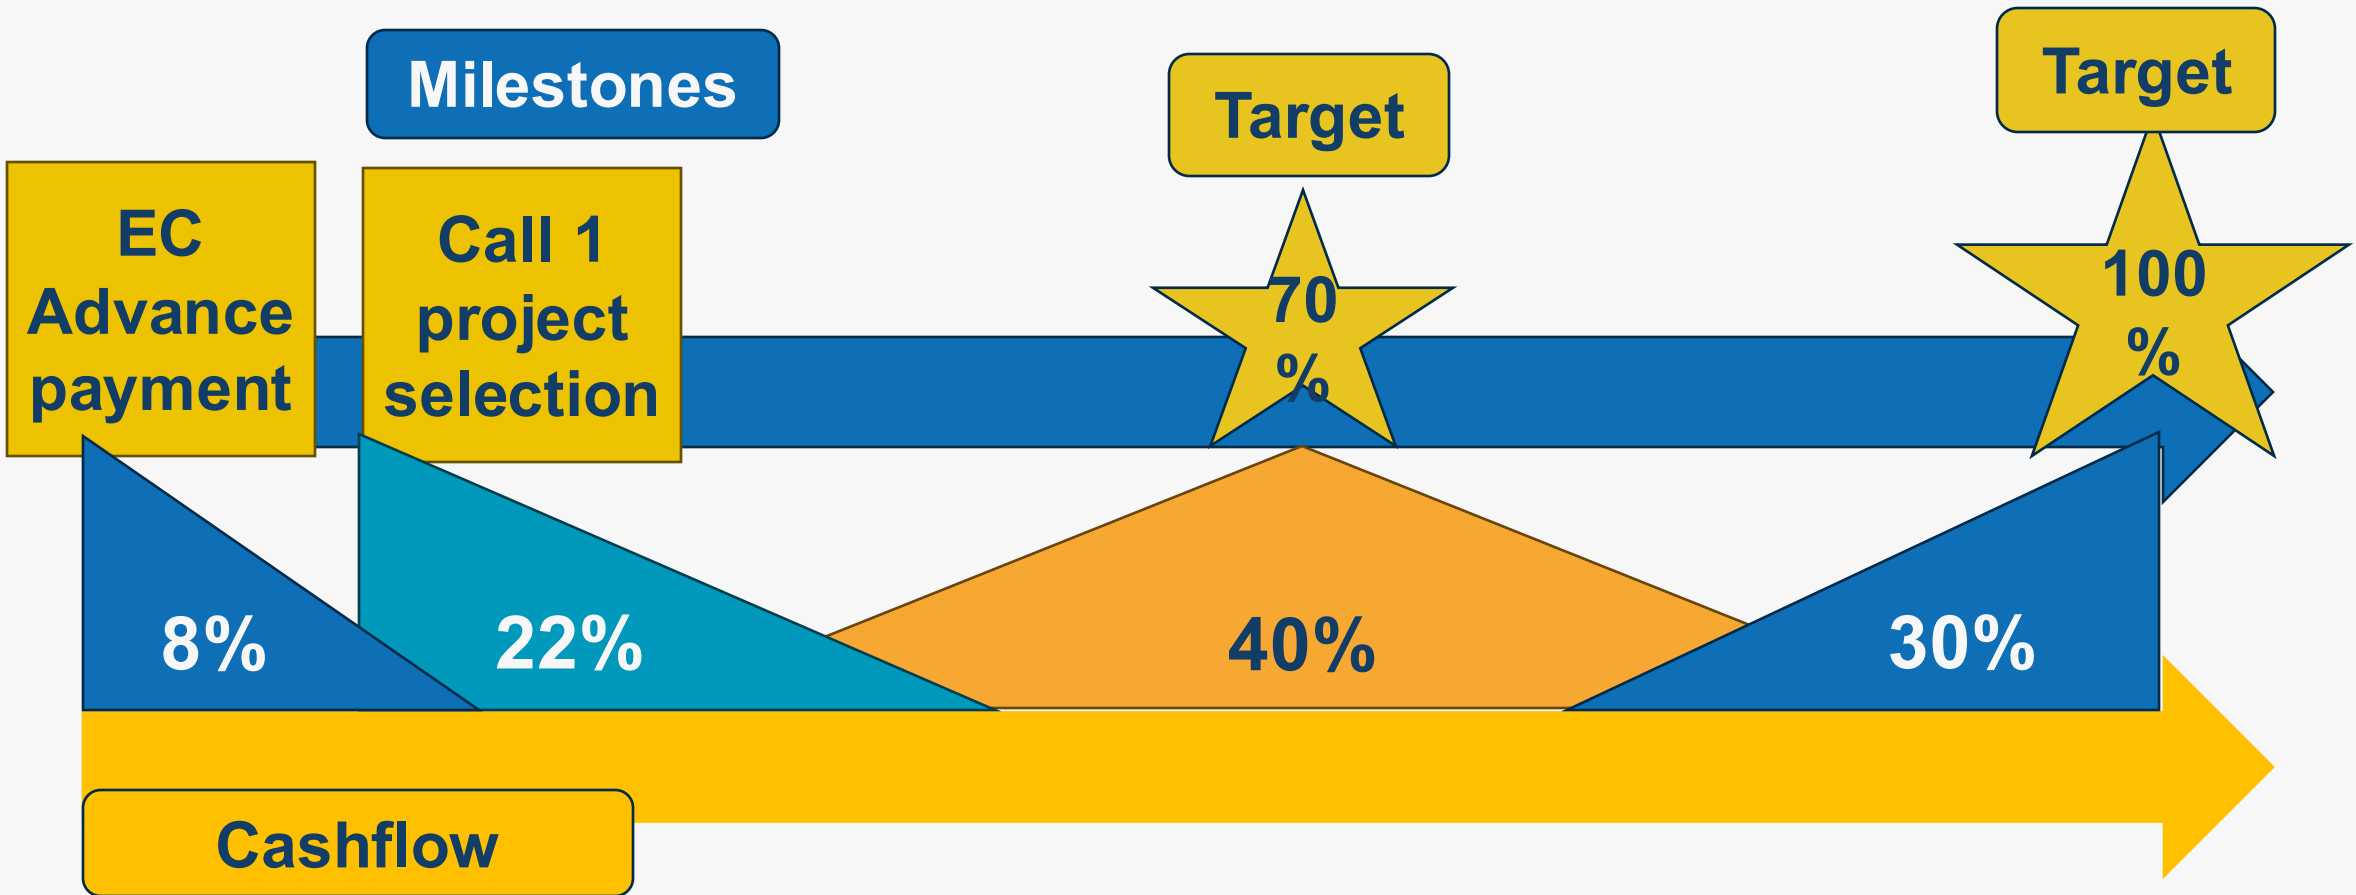 Milestones
Target
Target
EC
Advance
payment
Call 1
project
selection
70
%
100
%
8%
22%
40%
30%
Cashflow